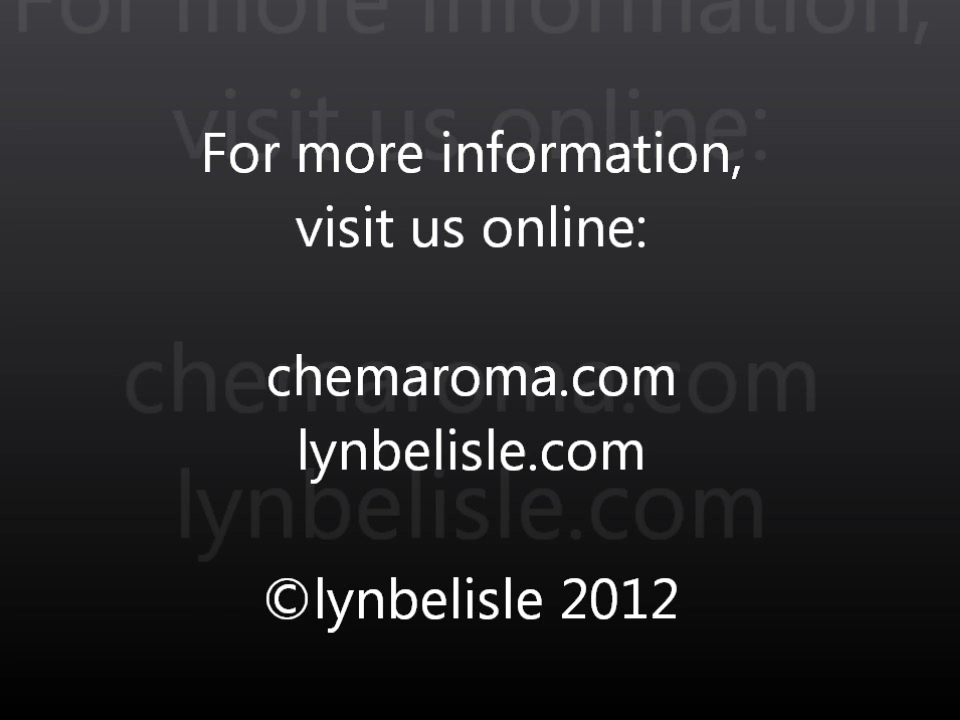 For more information,
visit us online:
chemaroma.com
lynbelisle.com
©lynbelisle 2012